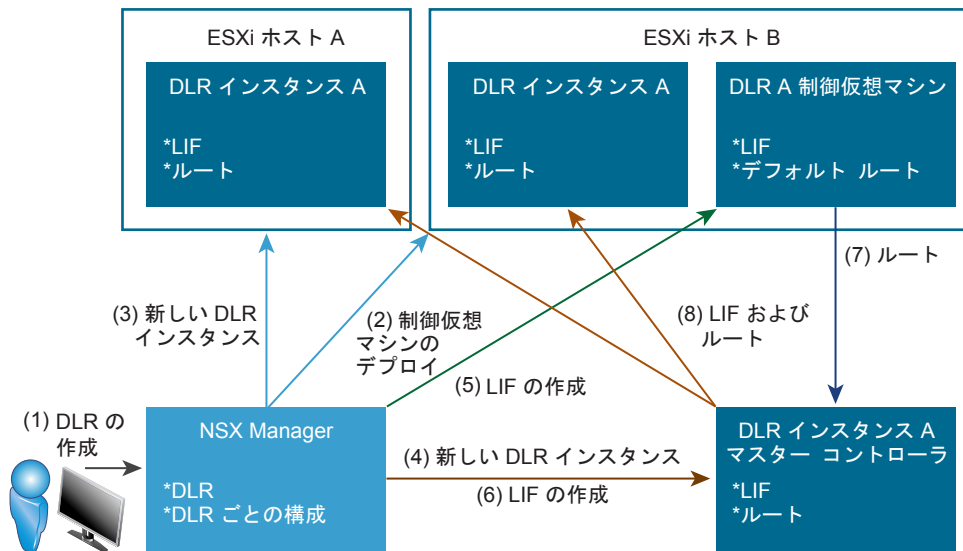 ESXi ホスト A
DLR インスタンス A
*LIF
*ルート
ESXi ホスト B
DLR インスタンス A
*LIF
*ルート
DLR A 制御仮想マシン
*LIF
*デフォルト ルート
(7) ルート
(3) 新しい DLR
インスタンス
(2) 制御仮想
マシンの
デプロイ
(8) LIF および
ルート
(5) LIF の作成
(1) DLR の
作成
NSX Manager
*DLR
*DLR ごとの構成
(4) 新しい DLR インスタンス
(6) LIF の作成
DLR インスタンス A
マスター コントローラ
*LIF
*ルート